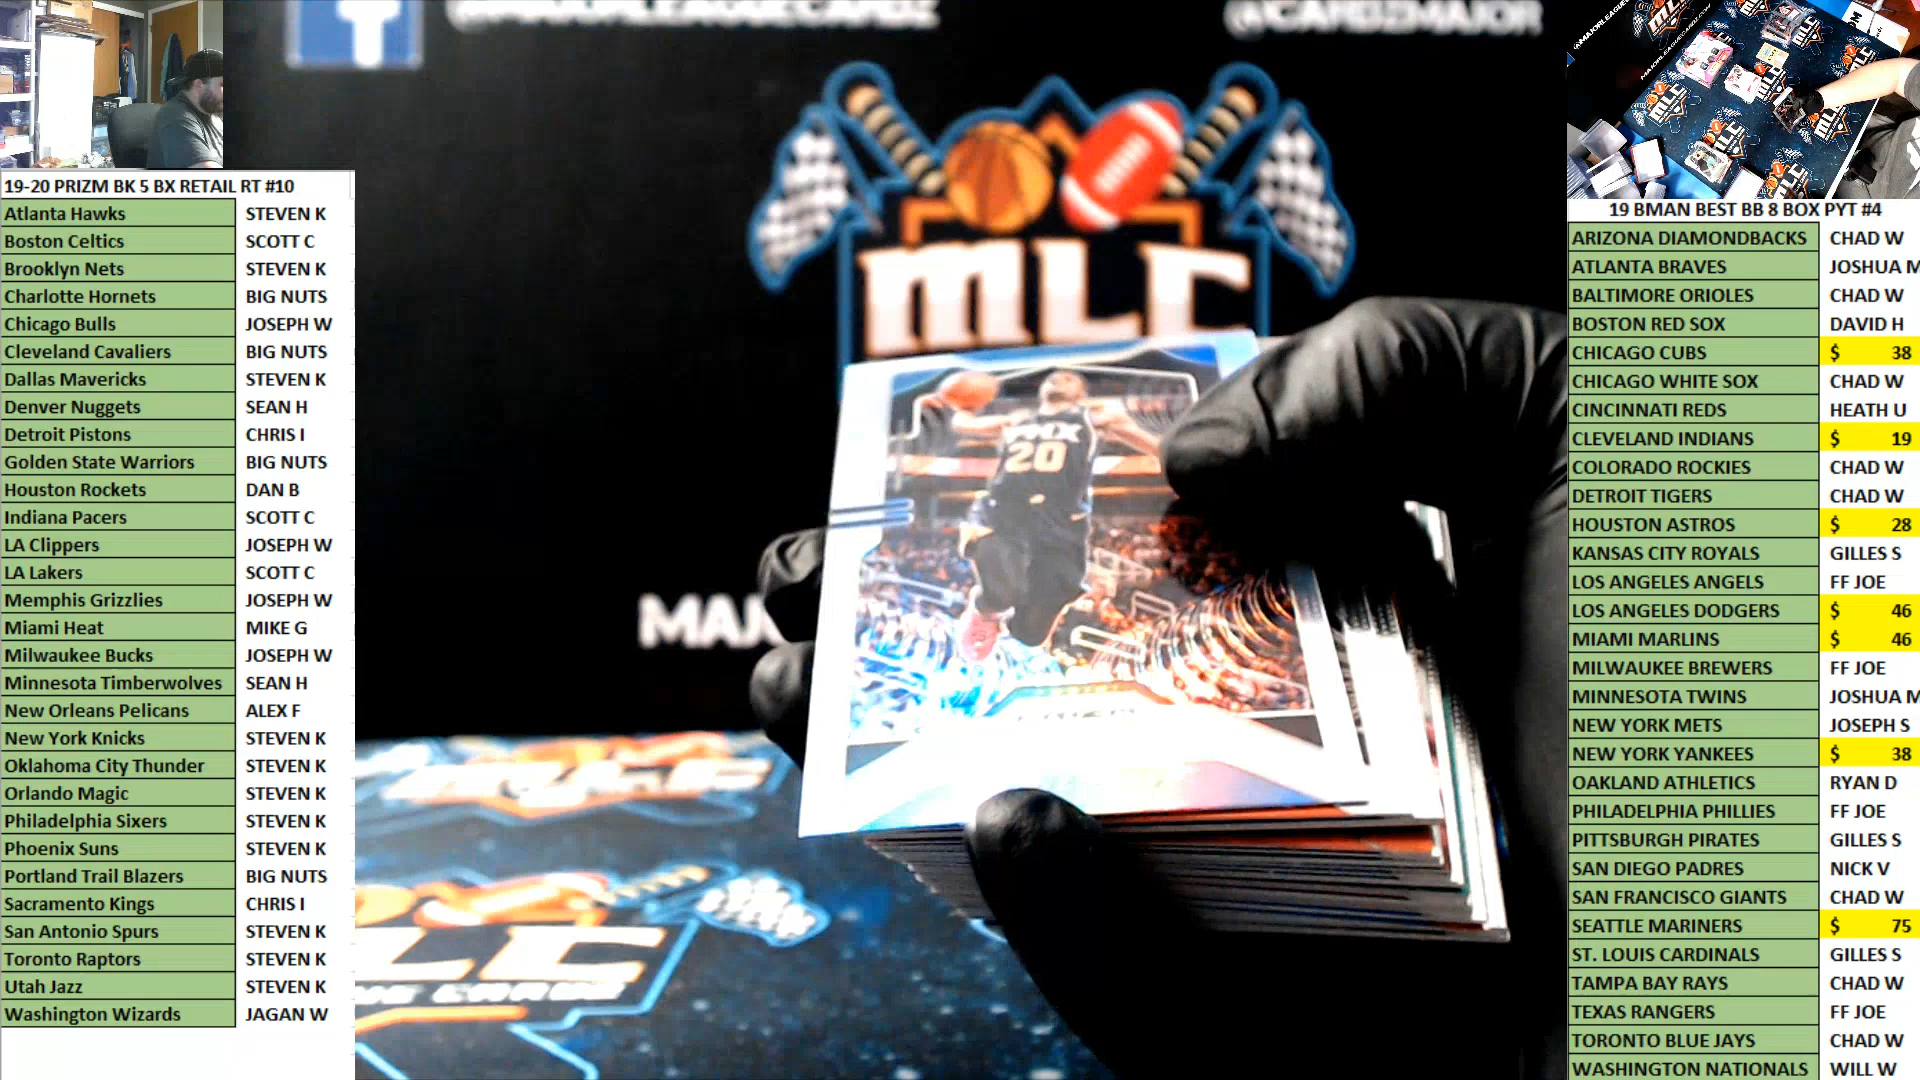 @CARDZMAJOR
19-20 PRIZM BK 5 BX RETAIL RT #10
Atlanta Hawks STEVEN K
Boston Celtics SCOTT C
Brooklyn Nets STEVEN K
Charlotte Hornets BIG NUTS
Chicago Bulls JOSEPH W
Cleveland Cavaliers BIG NUTS
Dallas Mavericks STEVEN K
Denver Nuggets SEAN H
Detroit Pistons CHRIS I
Golden State Warriors BIG NUTS
Houston Rockets DAN B
Indiana Pacers SCOTT C
LA Clippers JOSEPH W
LA Lakers SCOTT C
Memphis Grizzlies JOSEPH W
Miami Heat MIKE G
Milwaukee Bucks JOSEPH W
Minnesota Timberwolves SEAN H
New Orleans Pelicans ALEX F
New York Knicks STEVEN K
Oklahoma City Thunder STEVEN K
Orlando Magic STEVEN K
Philadelphia Sixers STEVEN K
Phoenix Suns STEVEN K
Portland Trail Blazers BIG NUTS
Sacramento Kings CHRIS I
San Antonio Spurs STEVEN K
Toronto Raptors STEVEN K
Utah Jazz STEVEN K
Washington Wizards JAGAN W
MLC
PHX
20
MAJ
19 BMAN BEST BB 8 BOX PYT #4
ARIZONA DIAMONDBACKS CHAD W
ATLANTA BRAVES JOSHUA M
BALTIMORE ORIOLES CHAD W
BOSTON RED SOX DAVID H
CHICAGO CUBS $ 38
CHICAGO WHITE SOX CHAD W
CINCINNATI REDS HEATH U
CLEVELAND INDIANS $ 19
COLORADO ROCKIES CHAD W
DETROIT TIGERS CHAD W
HOUSTON ASTROS $ 28
KANSAS CITY ROYALS GILLES S
LOS ANGELES ANGELS FF JOE
LOS ANGELES DODGERS $ 46
MIAMI MARLINS $ 46
MILWAUKEE BREWERS FF JOE
MINNESOTA TWINS JOSHUA M
NEW YORK METS JOSEPH S
NEW YORK YANKEES $ 38
OAKLAND ATHLETICS RYAN D
PHILADELPHIA PHILLIES FF JOE
PITTSBURGH PIRATES GILLES S
SAN DIEGO PADRES NICK V
SAN FRANCISCO GIANTS CHAD W
SEATTLE MARINERS $ 75
ST. LOUIS CARDINALS GILLES S
TAMPA BAY RAYS CHAD W
TEXAS RANGERS FF JOE
TORONTO BLUE JAYS CHAD W
WASHINGTON NATIONALS WILL W